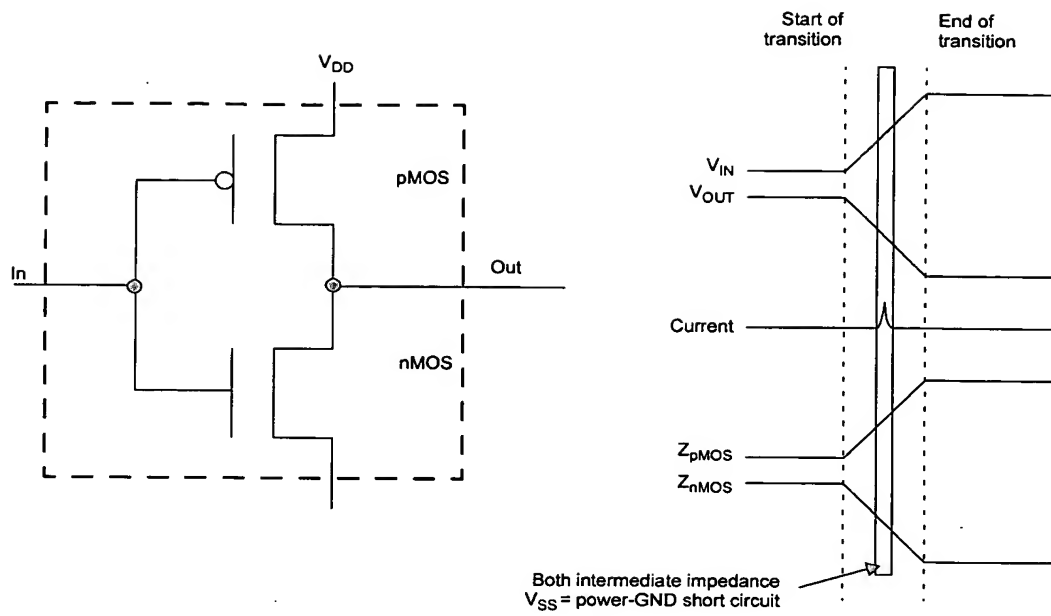 V_DD
pMOS
In
Out
nMOS
Start of
transition
End of
transition
V_IN
V_OUT
Current
Z_pMOS
Z_nMOS
Both intermediate impedance
V_SS = power-GND short circuit